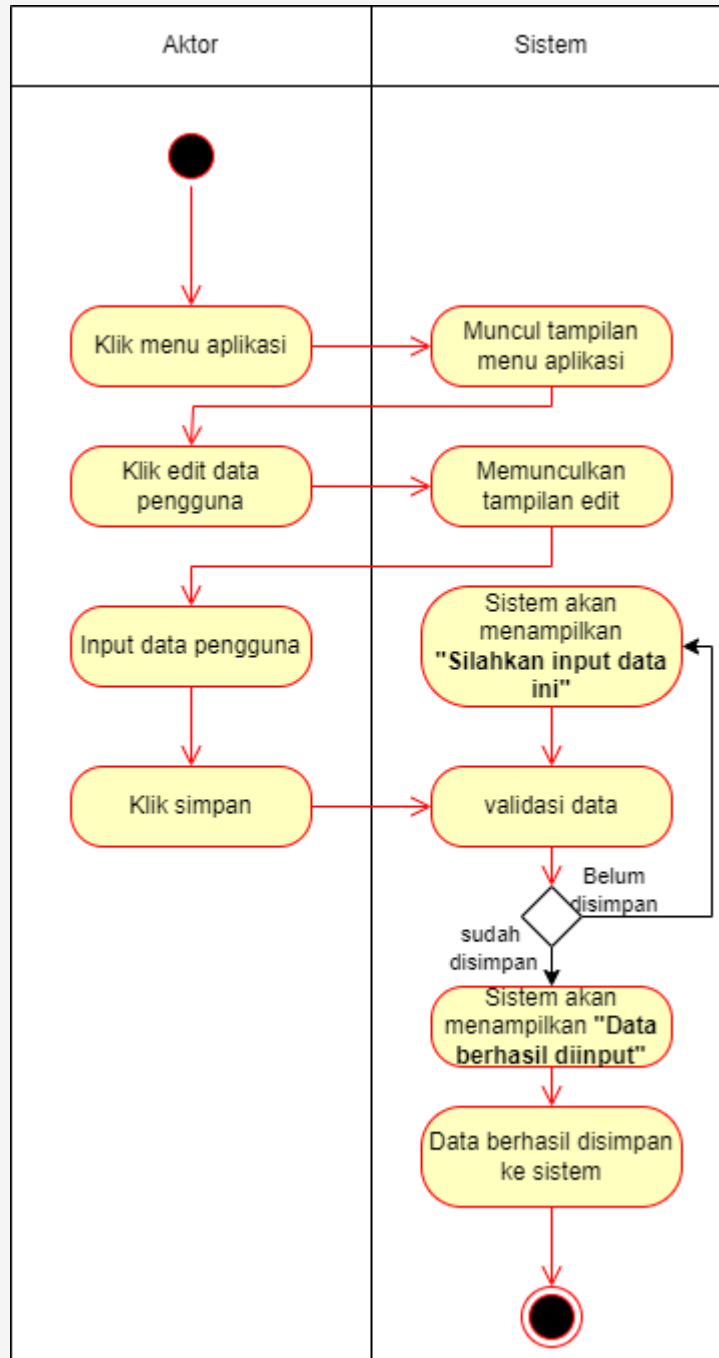 Aktor
Sistem
Klik menu aplikasi
Muncul tampilan
menu aplikasi
Klik edit data
pengguna
Memunculkan
tampilan edit
Input data pengguna
Sistem akan
menampilkan
"Silahkan input data
ini"
Klik simpan
validasi data
Belum
disimpan
sudah
disimpan
Sistem akan
menampilkan "Data
berhasil diinput"
Data berhasil disimpan
ke sistem